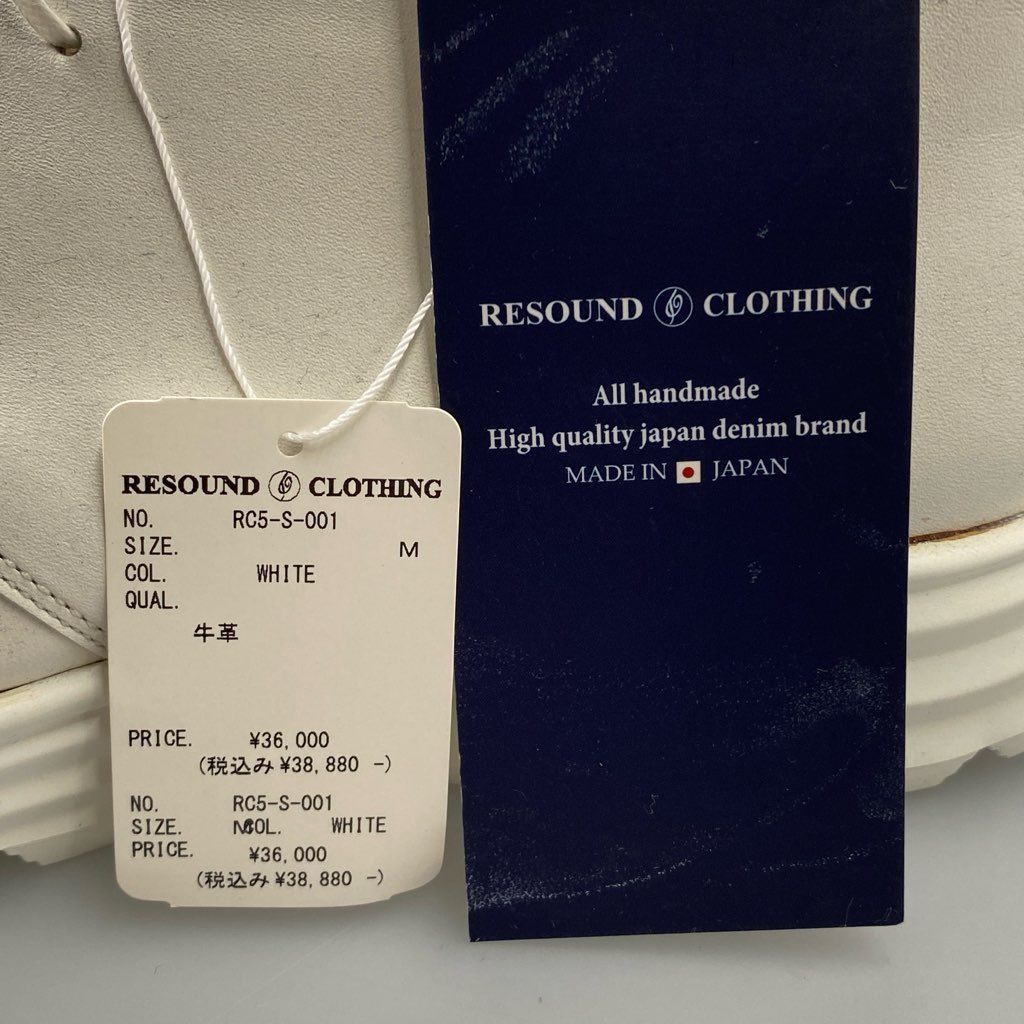 RESOUND CLOTHING
NO. RC5-S-001
SIZE. M
COL. WHITE
QUAL.
牛革
PRICE. ¥36,000
(税込み ¥38,880 -)
NO. RC5-S-001
SIZE. M COL. WHITE
PRICE. ¥36,000
(税込み ¥38,880 -)
RESOUND CLOTHING
All handmade
High quality japan denim brand
MADE IN JAPAN